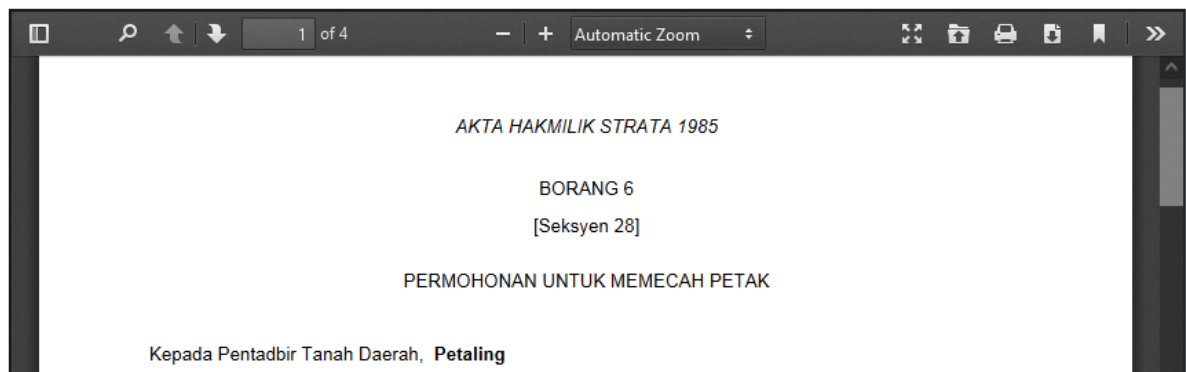 1 of 4 Automatic Zoom
AKTA HAKMILIK STRATA 1985
BORANG 6
[Seksyen 28]
PERMOHONAN UNTUK MEMECAH PETAK
Kepada Pentadbir Tanah Daerah, Petaling